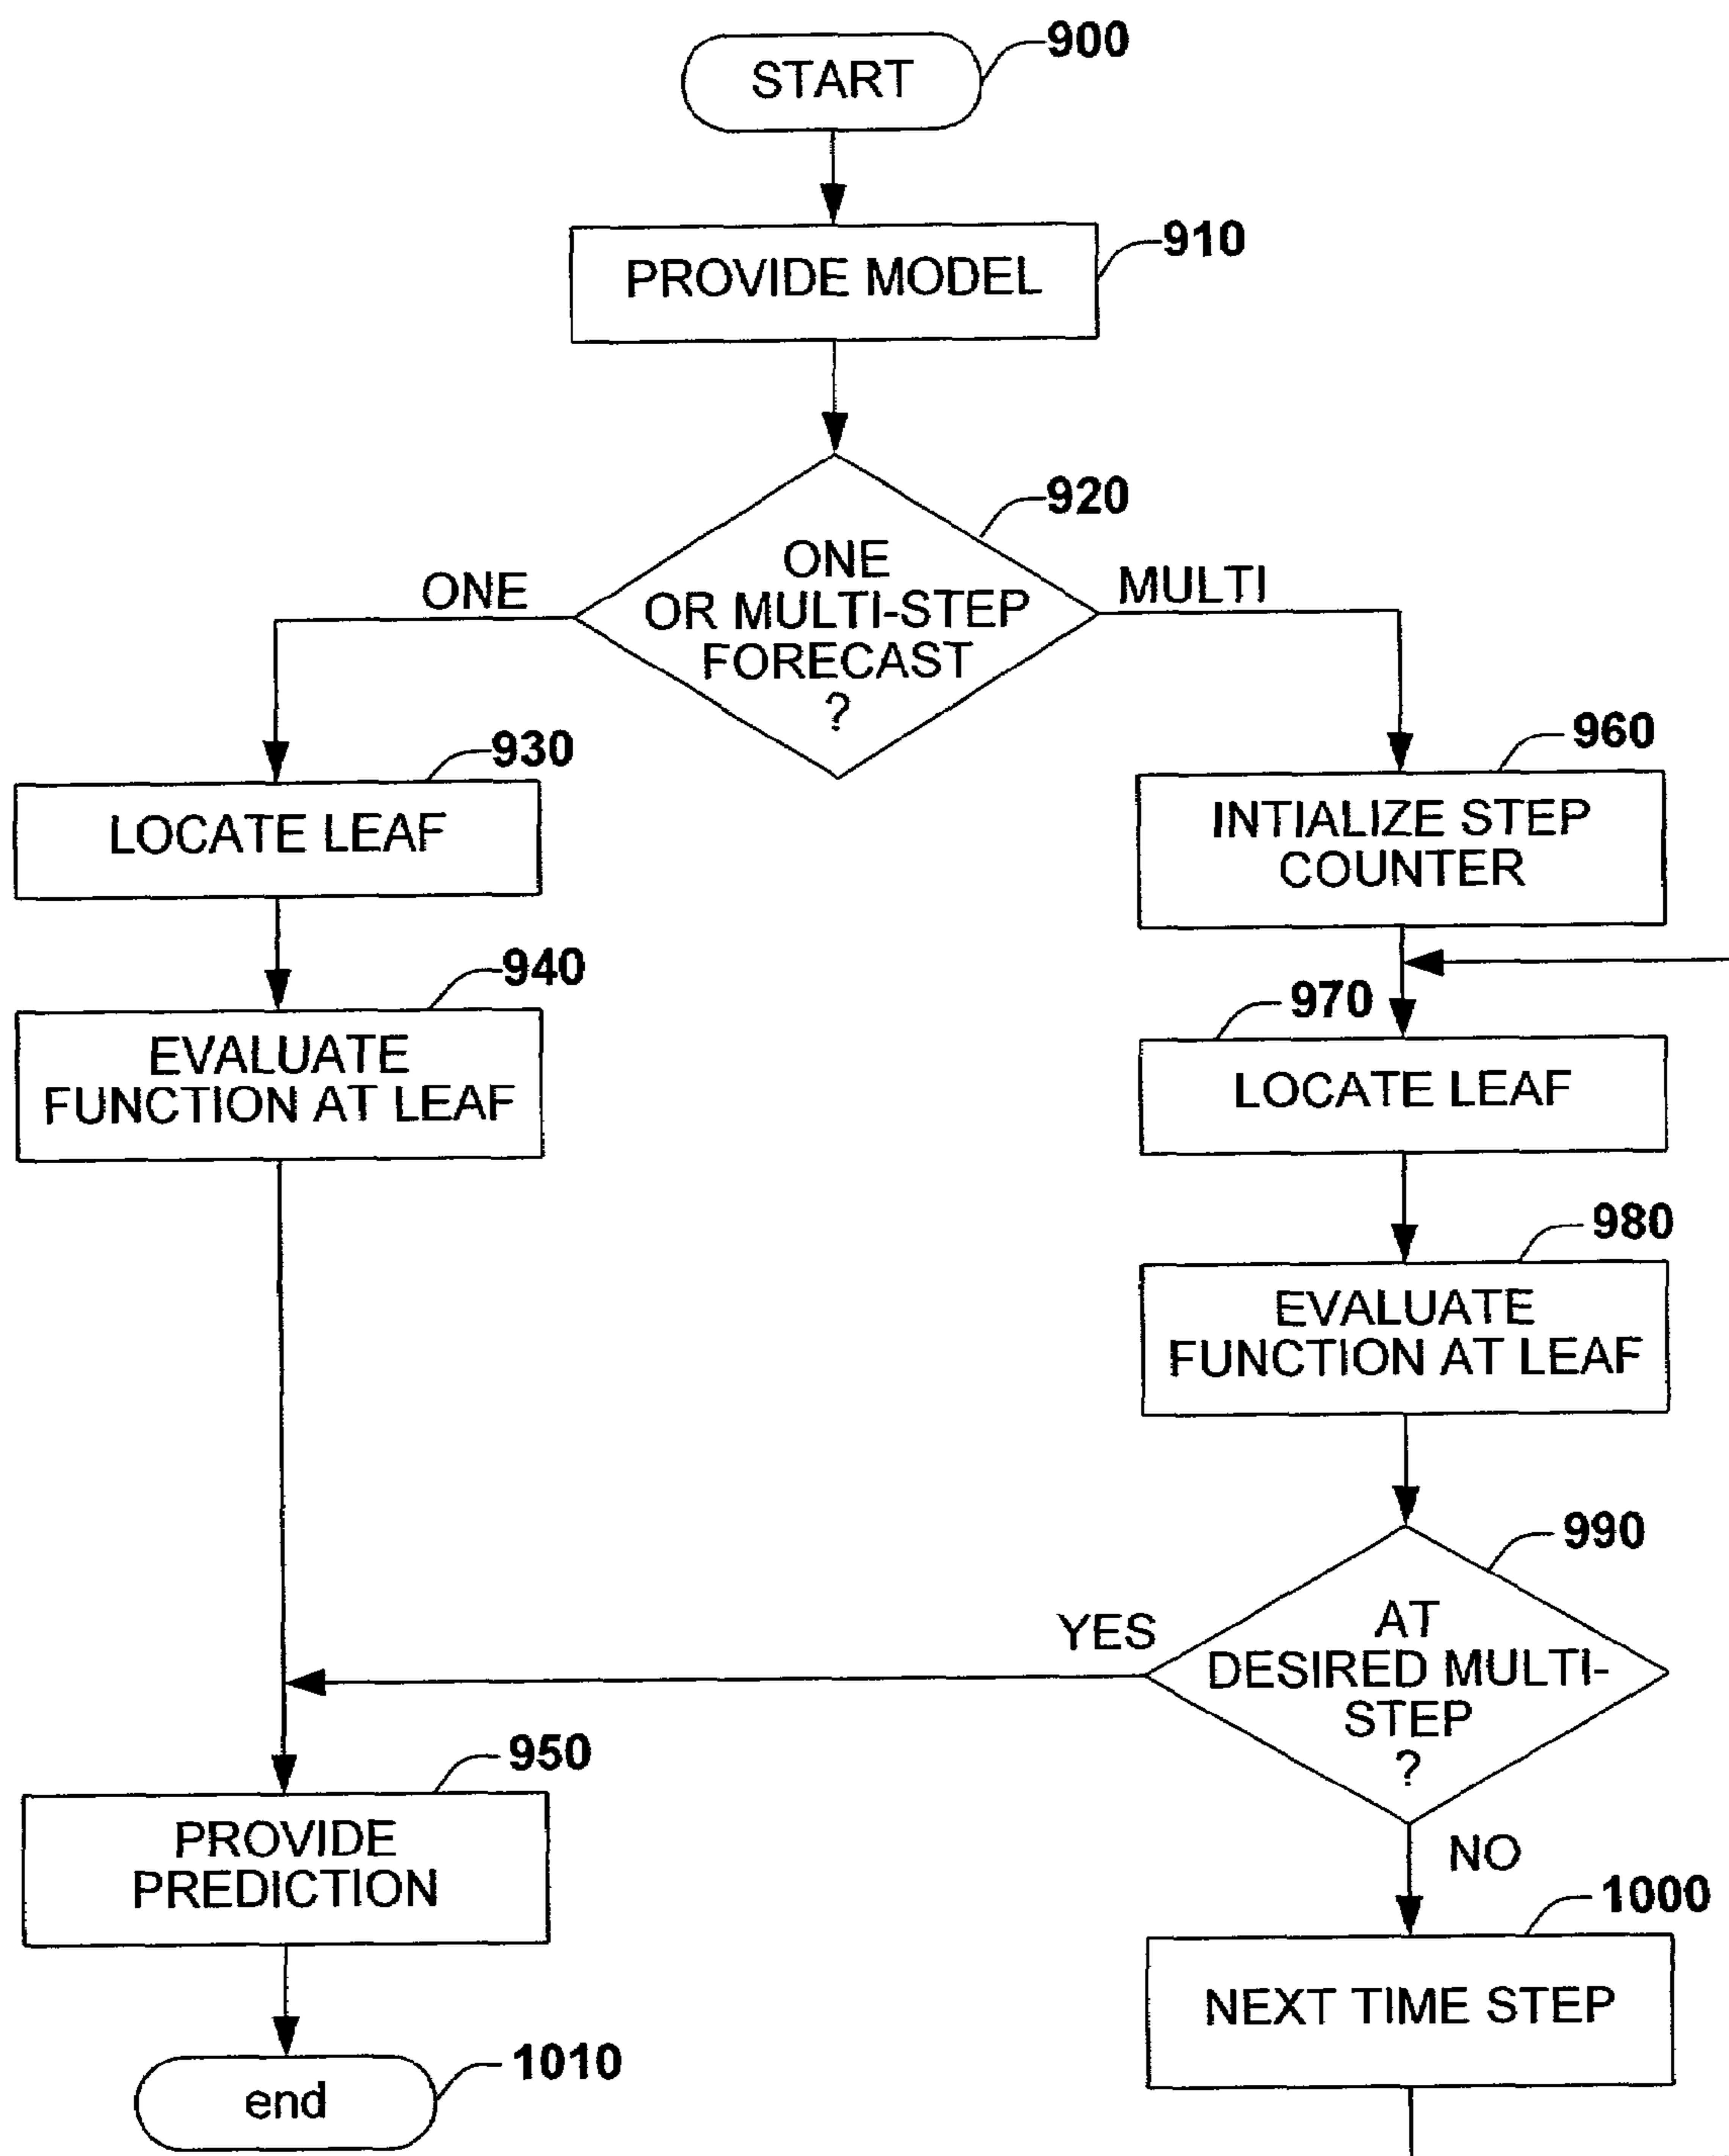 900
START
910
PROVIDE MODEL
920
ONE
OR MULTI-STEP
FORECAST
?
ONE
MULTI
930
LOCATE LEAF
940
EVALUATE
FUNCTION AT LEAF
960
INTIALIZE STEP
COUNTER
970
LOCATE LEAF
980
EVALUATE
FUNCTION AT LEAF
990
AT
DESIRED MULTI-
STEP
?
YES
NO
950
PROVIDE
PREDICTION
1000
NEXT TIME STEP
1010
end